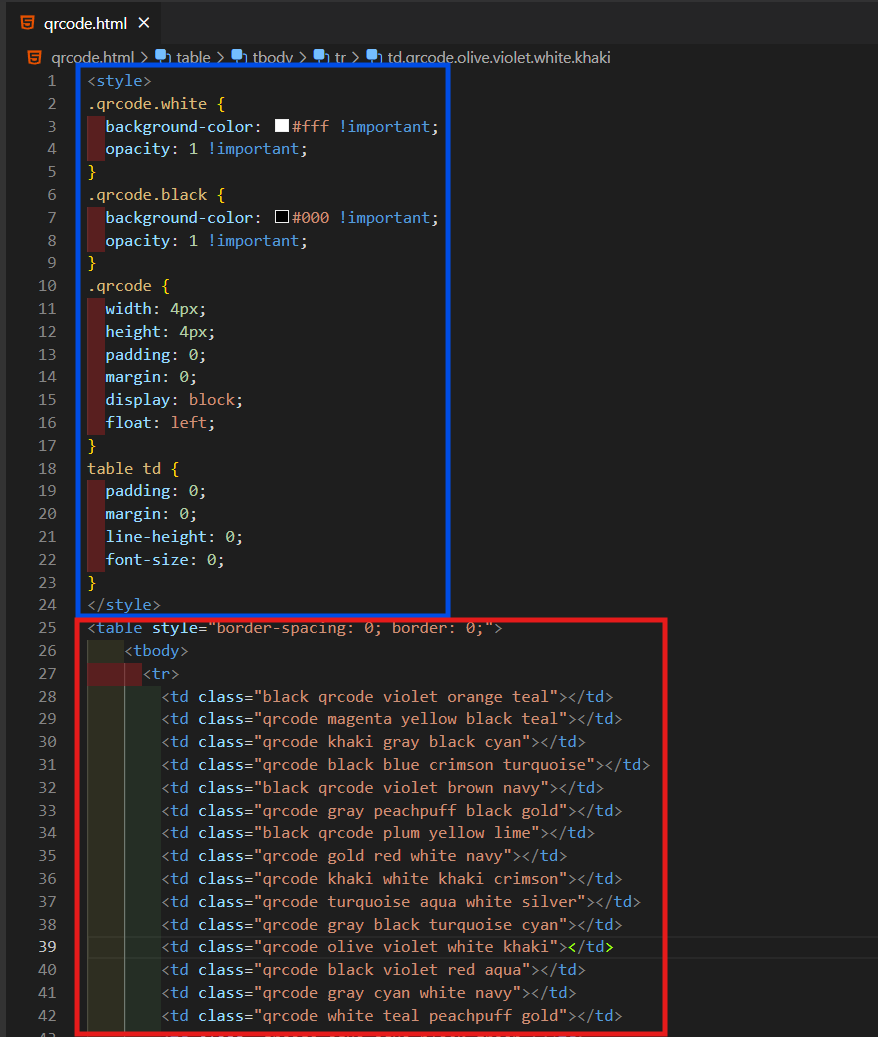 qrcode.html ×
qrcode.html > table > tbody > tr > td.qrcode.olive.violet.white.khaki
1 <style>
2 .qrcode.white {
3 background-color: #fff !important;
4 opacity: 1 !important;
5 }
6 .qrcode.black {
7 background-color: #000 !important;
8 opacity: 1 !important;
9 }
10 .qrcode {
11 width: 4px;
12 height: 4px;
13 padding: 0;
14 margin: 0;
15 display: block;
16 float: left;
17 }
18 table td {
19 padding: 0;
20 margin: 0;
21 line-height: 0;
22 font-size: 0;
23 }
24 </style>
25 <table style="border-spacing: 0; border: 0;">
26 <tbody>
27 <tr>
28 <td class="black qrcode violet orange teal"></td>
29 <td class="qrcode magenta yellow black teal"></td>
30 <td class="qrcode khaki gray black cyan"></td>
31 <td class="qrcode black blue crimson turquoise"></td>
32 <td class="black qrcode violet brown navy"></td>
33 <td class="qrcode gray peachpuff black gold"></td>
34 <td class="black qrcode plum yellow lime"></td>
35 <td class="qrcode gold red white navy"></td>
36 <td class="qrcode khaki white khaki crimson"></td>
37 <td class="qrcode turquoise aqua white silver"></td>
38 <td class="qrcode gray black turquoise cyan"></td>
39 <td class="qrcode olive violet white khaki"></td>
40 <td class="qrcode black violet red aqua"></td>
41 <td class="qrcode gray cyan white navy"></td>
42 <td class="qrcode white teal peachpuff gold"></td>